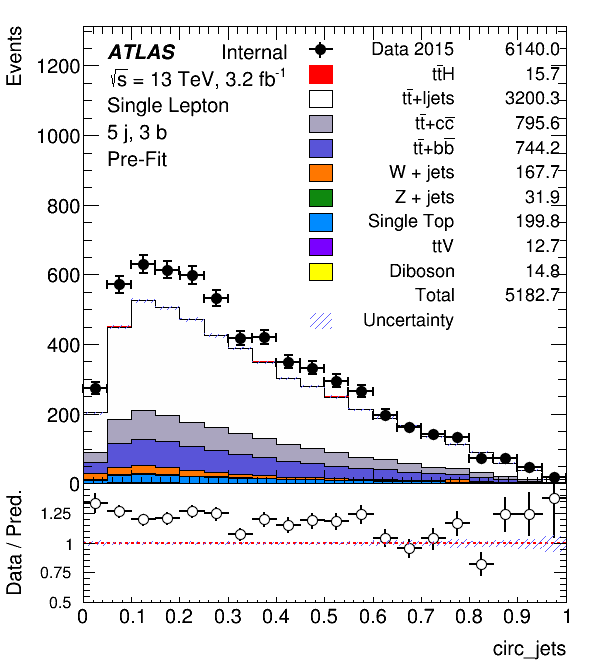 Events
ATLAS Internal
√s = 13 TeV, 3.2 fb⁻¹
Single Lepton
5 j, 3 b
Pre-Fit
Data 2015 6140.0
tt̄H 15.7
tt̄+ljets 3200.3
tt̄+cc̄ 795.6
tt̄+bb̄ 744.2
W + jets 167.7
Z + jets 31.9
Single Top 199.8
ttV 12.7
Diboson 14.8
Total 5182.7
Uncertainty
1200
1000
800
600
400
200
0
Data / Pred.
1.25
1
0.75
0.5
0 0.1 0.2 0.3 0.4 0.5 0.6 0.7 0.8 0.9 1
circ_jets